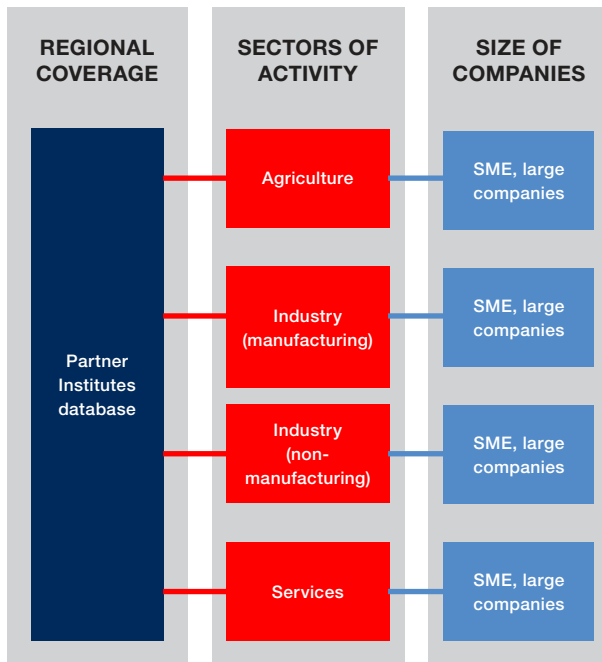 REGIONAL
COVERAGE
SECTORS OF
ACTIVITY
SIZE OF
COMPANIES
Partner
Institutes
database
Agriculture
SME, large
companies
Industry
(manufacturing)
SME, large
companies
Industry
(non-
manufacturing)
SME, large
companies
Services
SME, large
companies